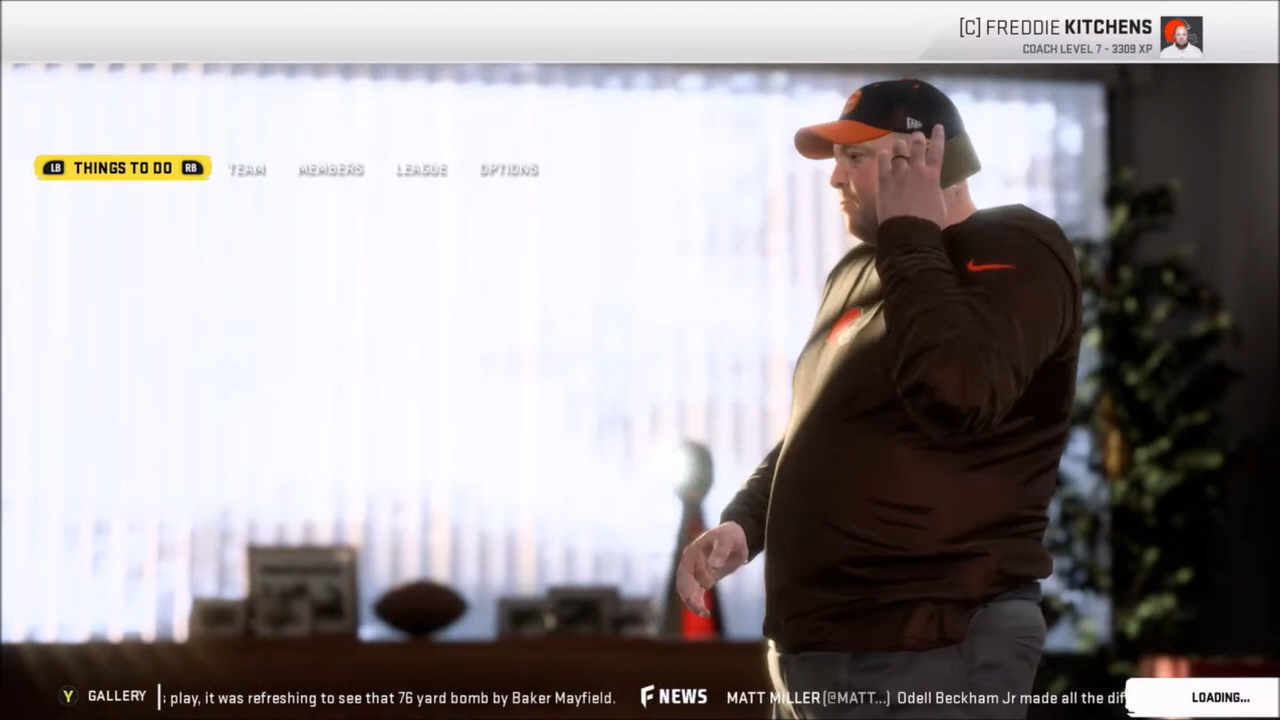 [C] FREDDIE KITCHENS
COACH LEVEL 7 - 3309 XP
LB THINGS TO DO RB TEAM MEMBERS LEAGUE OPTIONS
Y GALLERY ; play, it was refreshing to see that 76 yard bomb by Baker Mayfield. F NEWS MATT MILLER (@MATT...) Odell Beckham Jr made all the dif LOADING...